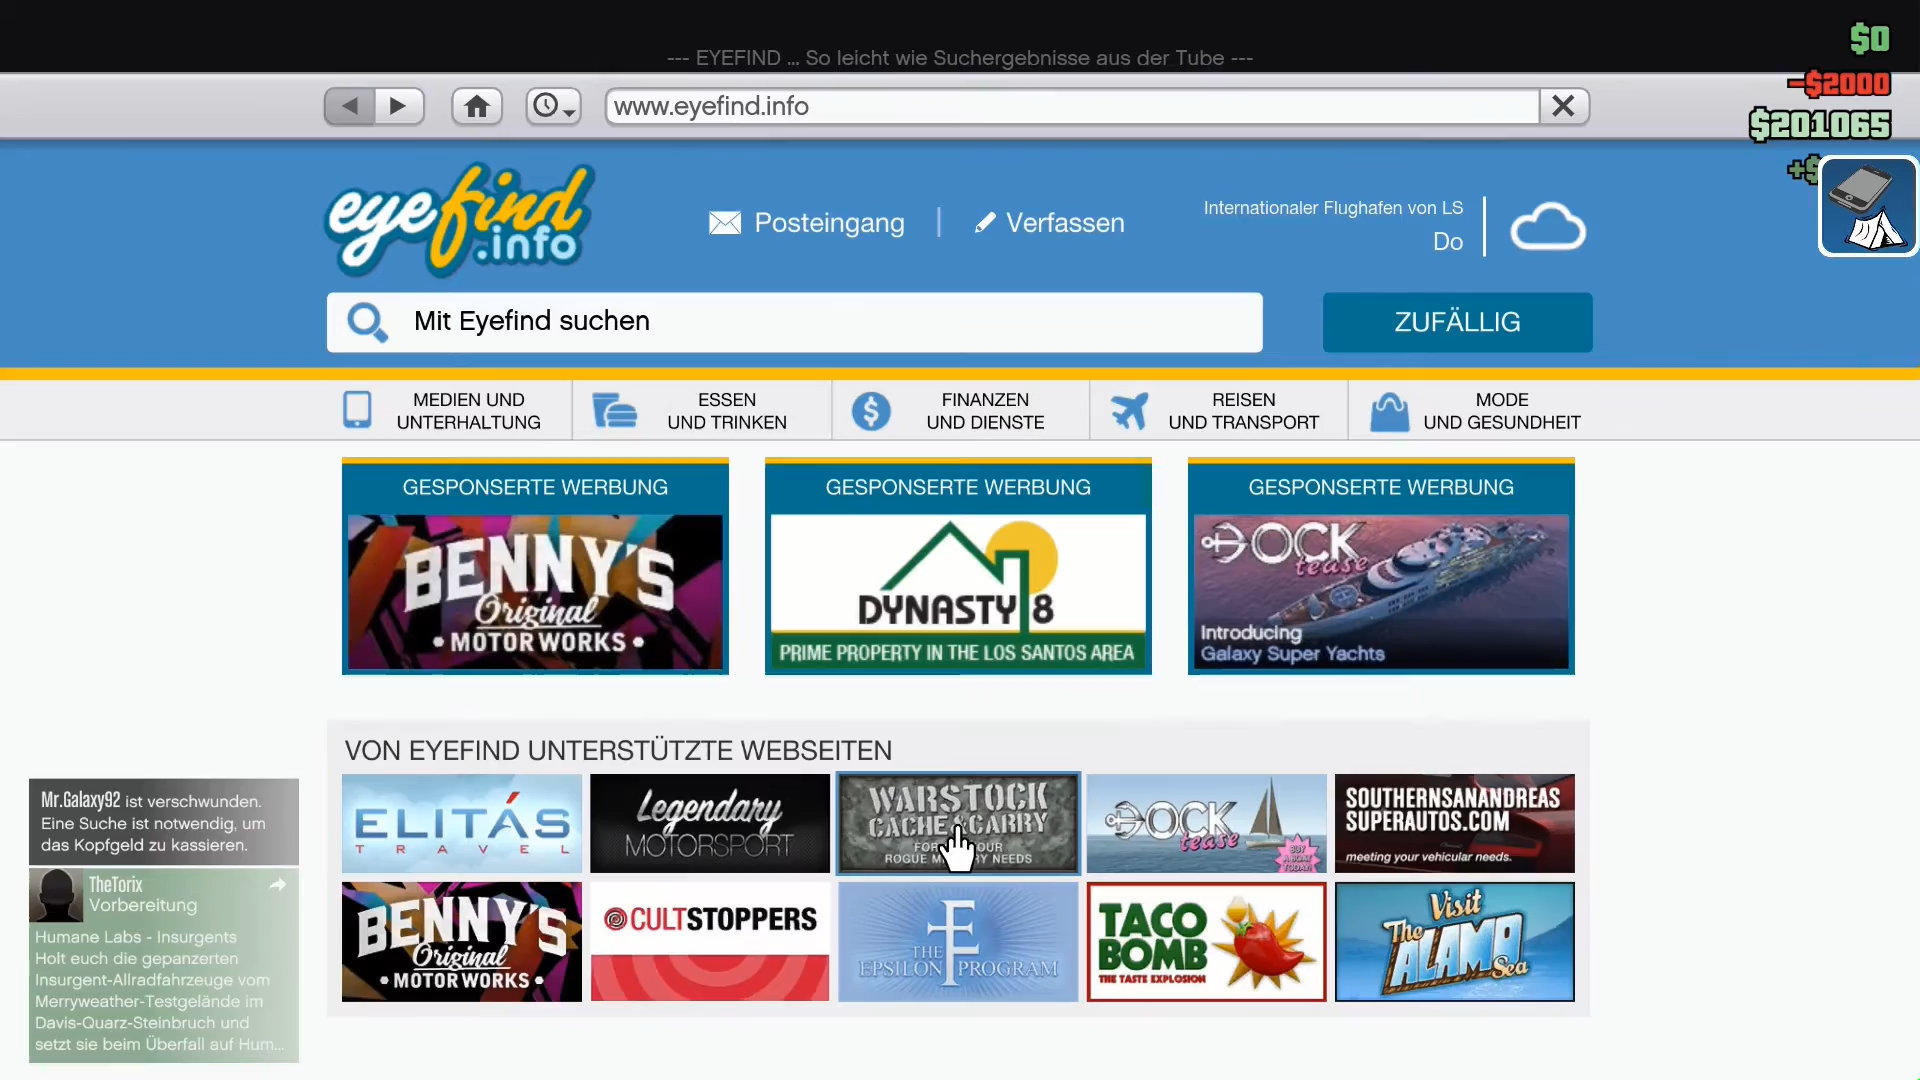 --- EYEFIND ... So leicht wie Suchergebnisse aus der Tube ---
$0
-$2000
$201065
+$
www.eyefind.info
eyefind
.info
Posteingang
Verfassen
Internationaler Flughafen von LS
Do
Mit Eyefind suchen
ZUFÄLLIG
MEDIEN UND
UNTERHALTUNG
ESSEN
UND TRINKEN
FINANZEN
UND DIENSTE
REISEN
UND TRANSPORT
MODE
UND GESUNDHEIT
GESPONSERTE WERBUNG
BENNY'S
Original
• MOTOR WORKS •
GESPONSERTE WERBUNG
DYNASTY 8
PRIME PROPERTY IN THE LOS SANTOS AREA
GESPONSERTE WERBUNG
DOCK
tease
Introducing
Galaxy Super Yachts
VON EYEFIND UNTERSTÜTZTE WEBSEITEN
ELITÁS
TRAVEL
Legendary
MOTORSPORT
WARSTOCK
CACHE & CARRY
FOR OUR
ROGUE NEEDS
DOCK
tease
BUY
A BOAT
TODAY!
SOUTHERNSANANDREAS
SUPERAUTOS.COM
meeting your vehicular needs.
BENNY'S
Original
• MOTOR WORKS •
CULTSTOPPERS
THE
EPSILON PROGRAM
TACO
BOMB
THE TASTE EXPLOSION
Visit
The
ALAMO
Sea
Mr.Galaxy92 ist verschwunden.
Eine Suche ist notwendig, um
das Kopfgeld zu kassieren.
TheTorix
Vorbereitung
Humane Labs - Insurgents
Holt euch die gepanzerten
Insurgent-Allradfahrzeuge vom
Merryweather-Testgelände im
Davis-Quarz-Steinbruch und
setzt sie beim Überfall auf Hum...